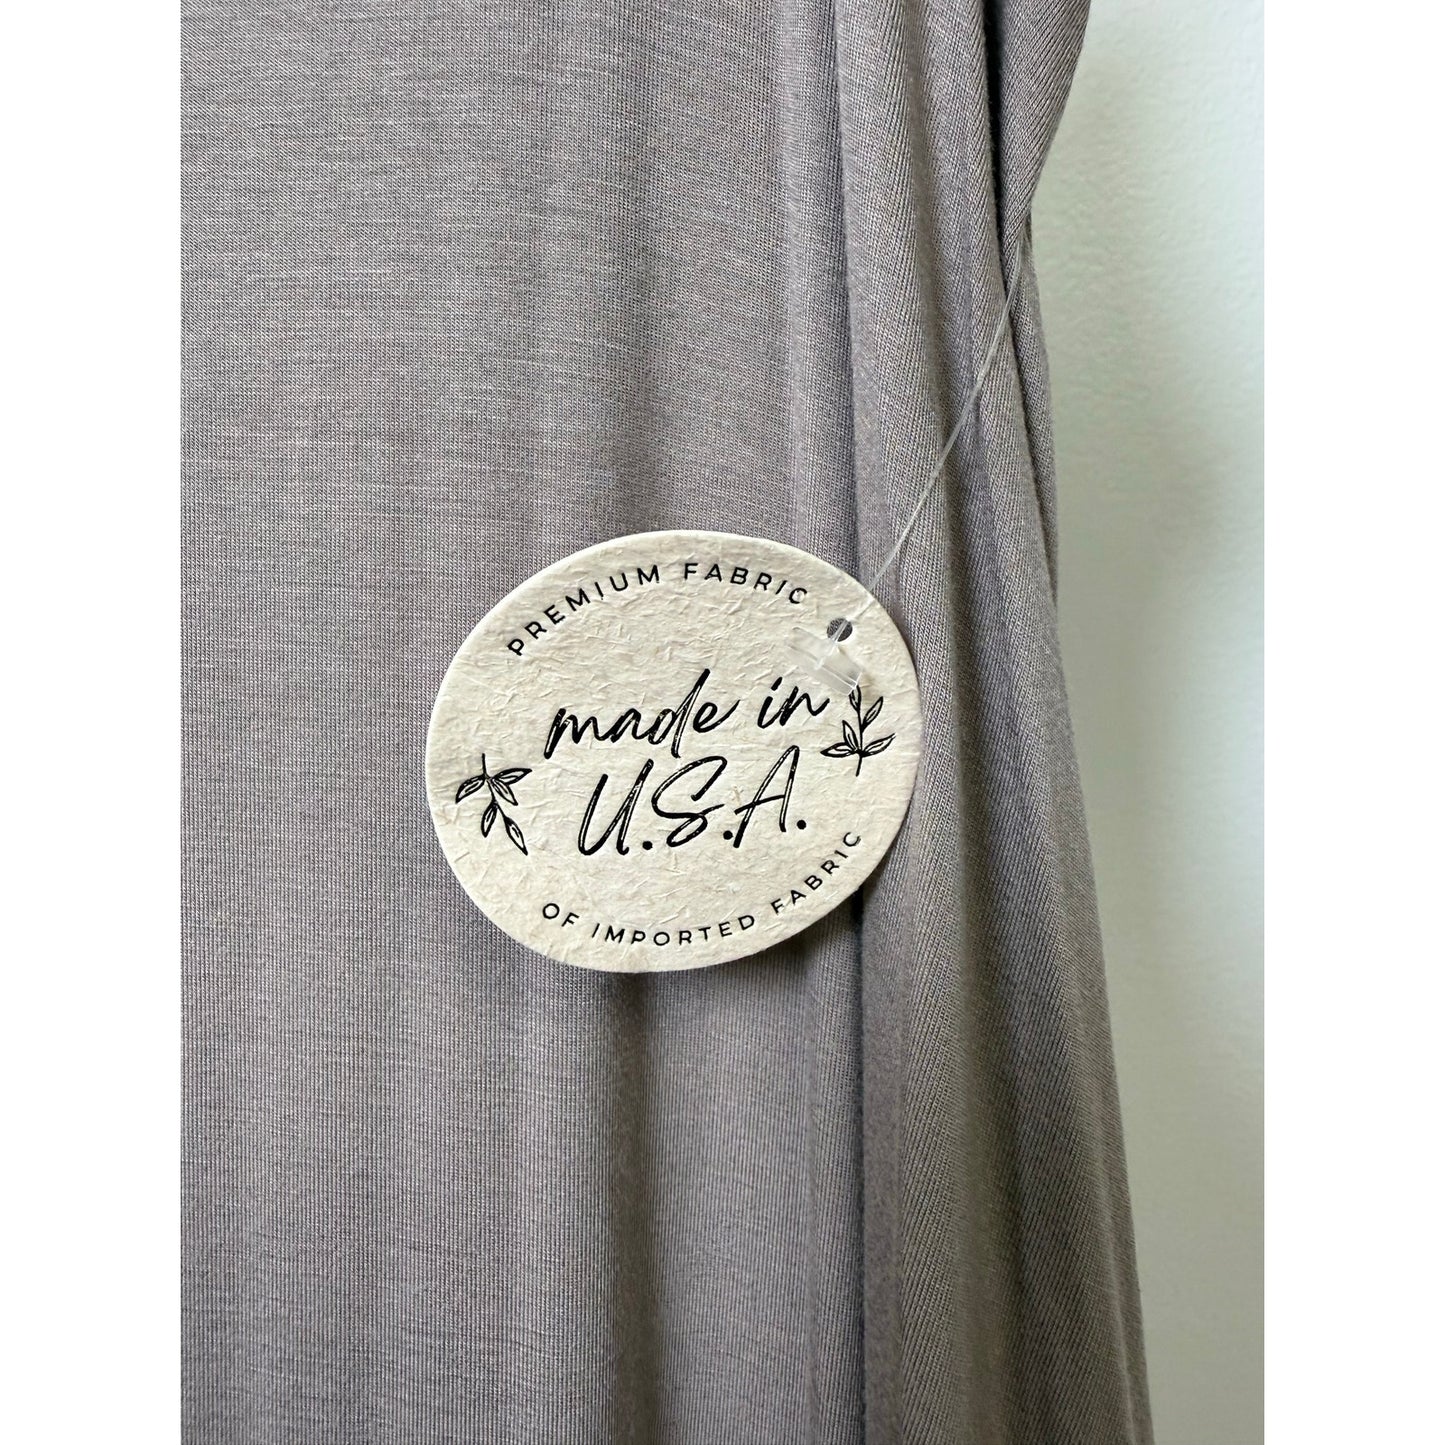 PREMIUM FABRIC
made in
U.S.A.
OF IMPORTED FABRIC